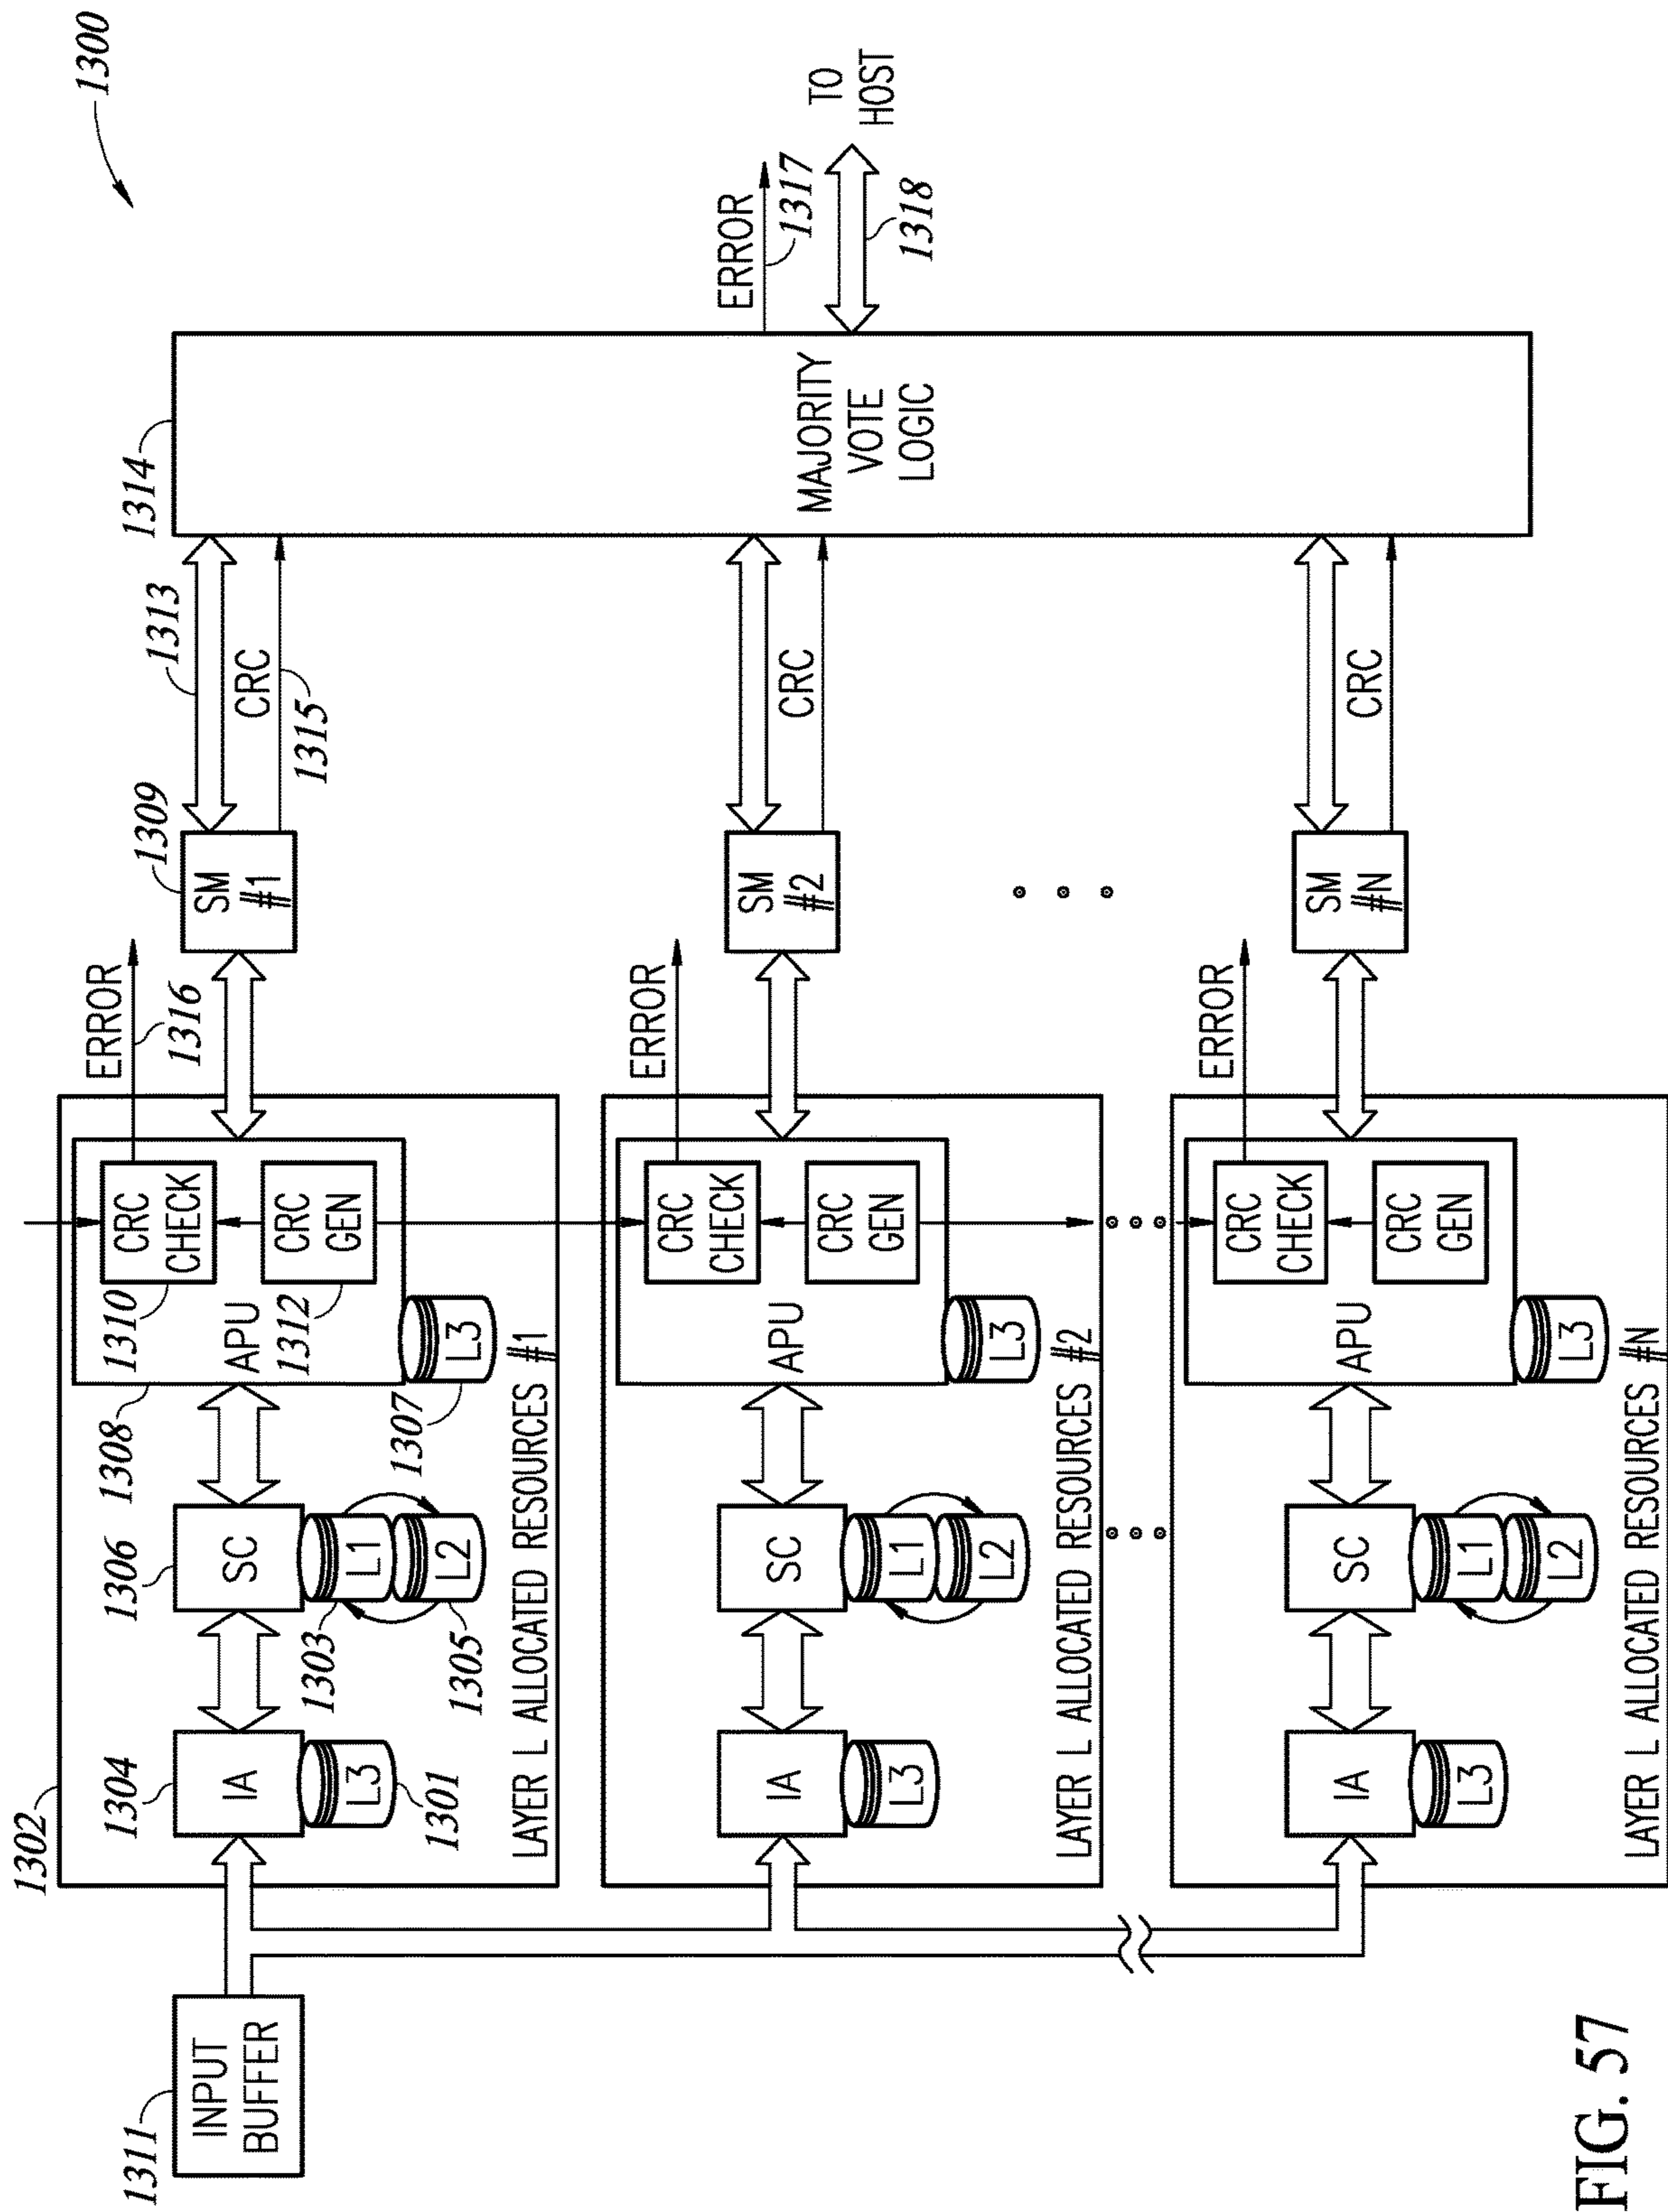 1300
1302
1304
1306
1308
1310
ERROR
1316
1309
1313
1314
1311
INPUT
BUFFER
IA
L3
1301
SC
L1
1303
L2
1305
APU
CRC
CHECK
CRC
GEN
1312
L3
1307
LAYER L ALLOCATED RESOURCES #1
SM
#1
CRC
1315
IA
L3
SC
L1
L2
APU
CRC
CHECK
CRC
GEN
L3
LAYER L ALLOCATED RESOURCES #2
ERROR
SM
#2
CRC
IA
L3
SC
L1
L2
APU
CRC
CHECK
CRC
GEN
L3
LAYER L ALLOCATED RESOURCES #N
ERROR
SM
#N
CRC
MAJORITY
VOTE
LOGIC
ERROR
1317
TO
HOST
1318
FIG. 57